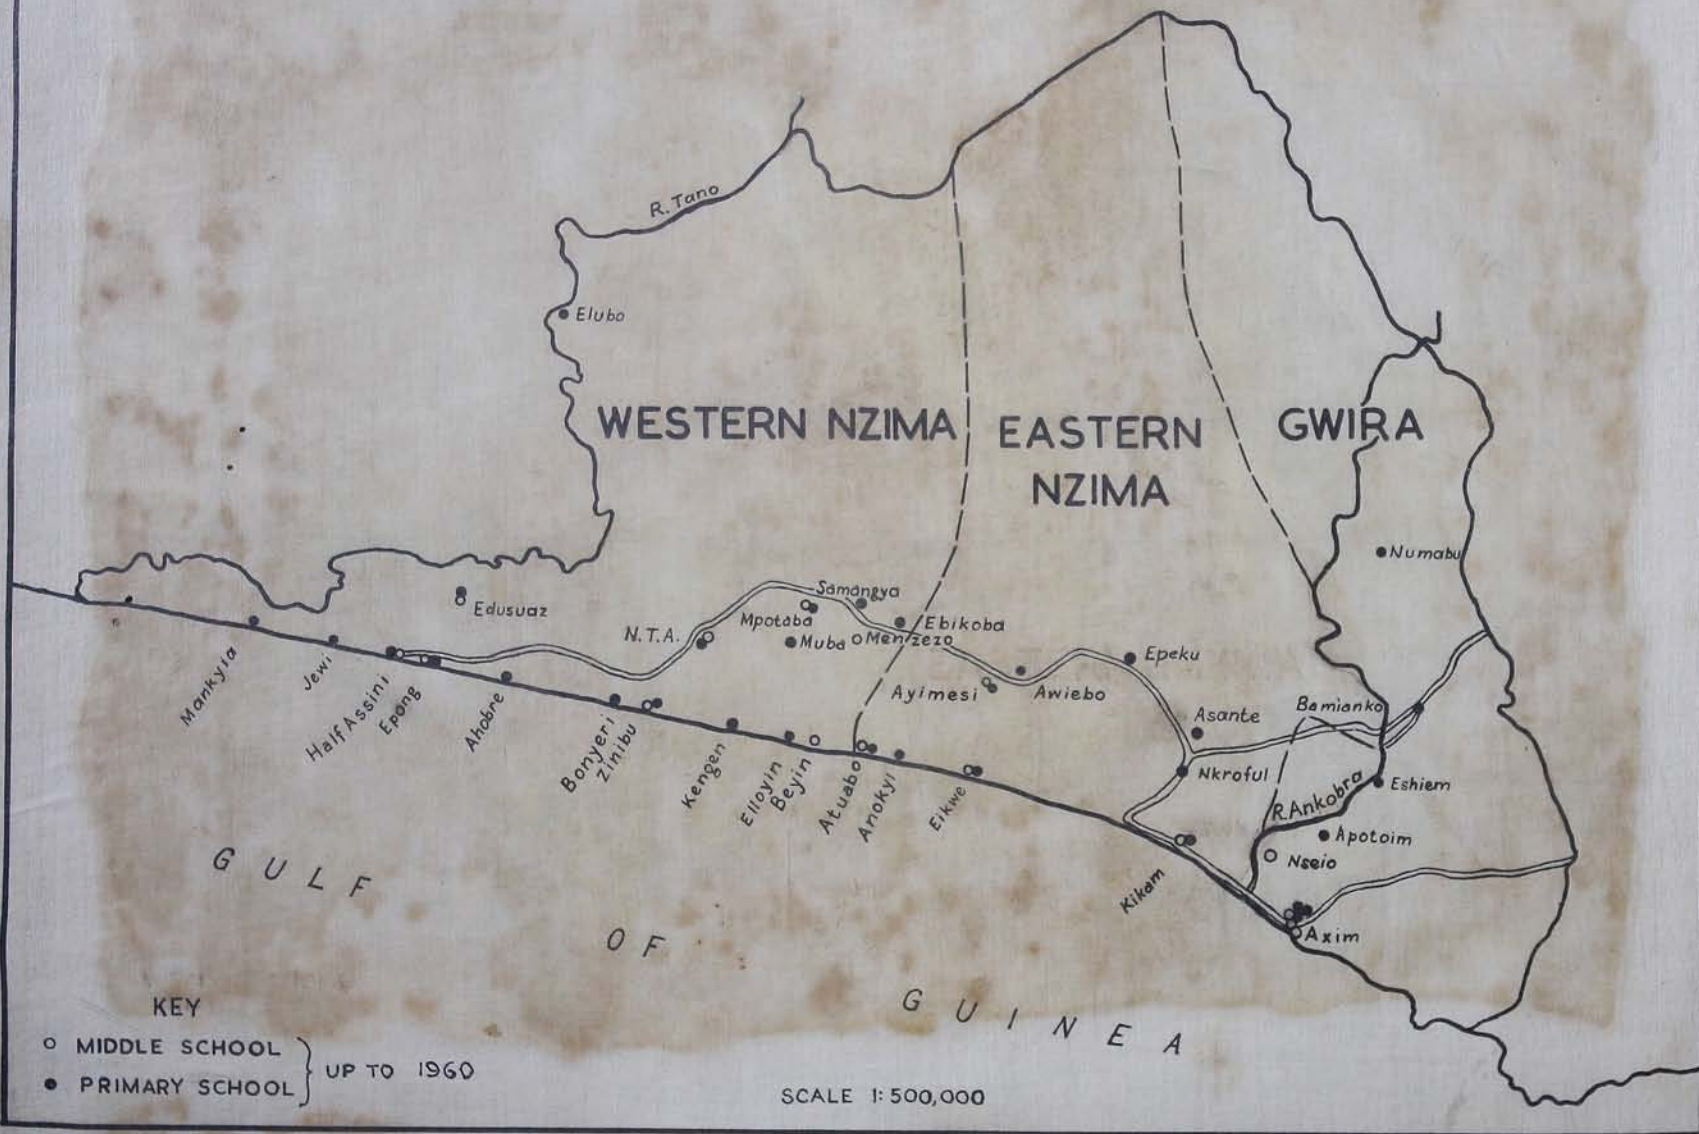 R. Tano
Elubo
WESTERN NZIMA
EASTERN
NZIMA
GWIRA
Numabu
Edusuaz
Samangya
Mpotaba
N.T.A.
Muba
Menzezo
Ebikoba
Epeku
Ayimesi
Awiebo
Asante
Bamianko
Nkroful
Eshiem
R. Ankobra
Apotoim
Nseio
Axim
Mankyia
Jewi
Half Assini
Epang
Ahobre
Bonyeri
Zinibu
Kengen
Elloyin
Beyin
Atuabo
Anokyi
Eikwe
Kikam
GULF
OF
GUINEA
KEY
MIDDLE SCHOOL
PRIMARY SCHOOL
UP TO 1960
SCALE 1:500,000